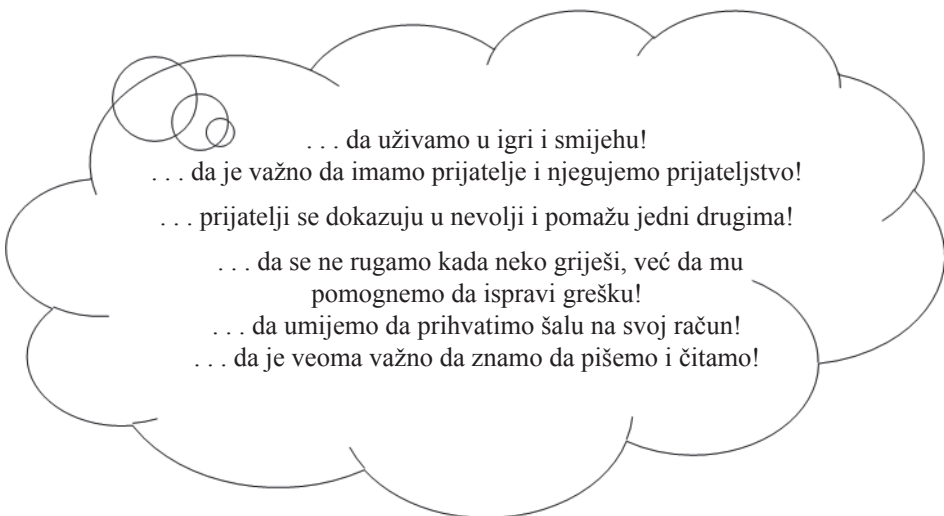 . . . da uživamo u igri i smijehu!
. . . da je važno da imamo prijatelje i njegujemo prijateljstvo!
. . . prijatelji se dokazuju u nevolji i pomažu jedni drugima!
. . . da se ne rugamo kada neko griješi, već da mu
pomognemo da ispravi grešku!
. . . da umijemo da prihvatimo šalu na svoj račun!
. . . da je veoma važno da znamo da pišemo i čitamo!